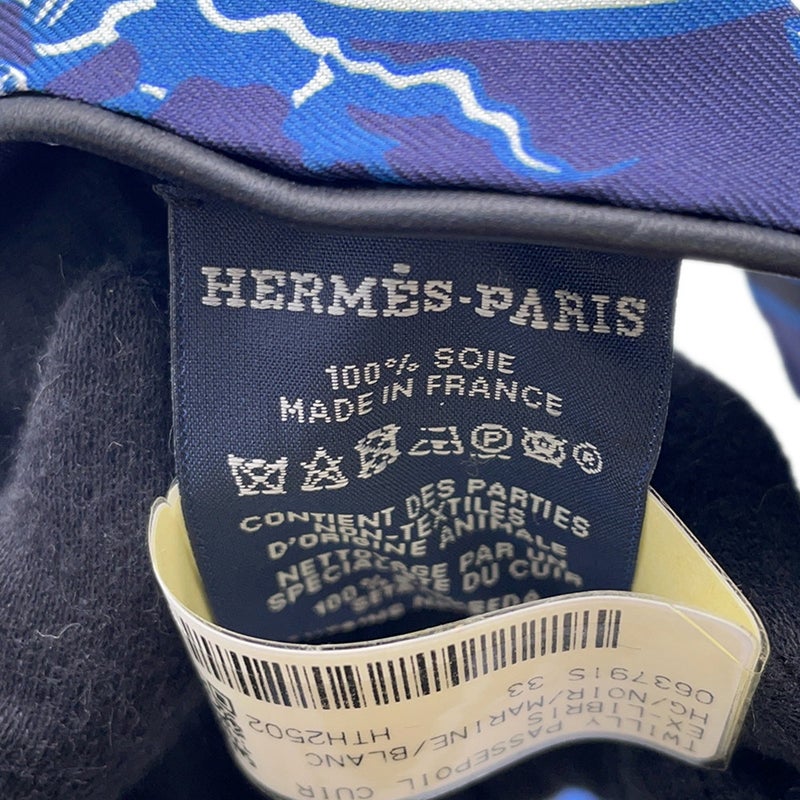 HERMÈS-PARIS
100% SOIE
MADE IN FRANCE
P
CONTIENT DES PARTIES
NON-TEXTILES
D'ORIGINE ANIMALE
NETTOYAGE PAR UN
SPECIALISTE DU CUIR
100%
TWILLY PASSEPOIL CUIR
EX-LIBRIS/MARINE/BLANC
HG/NOIR 33 HTH2502
063791S